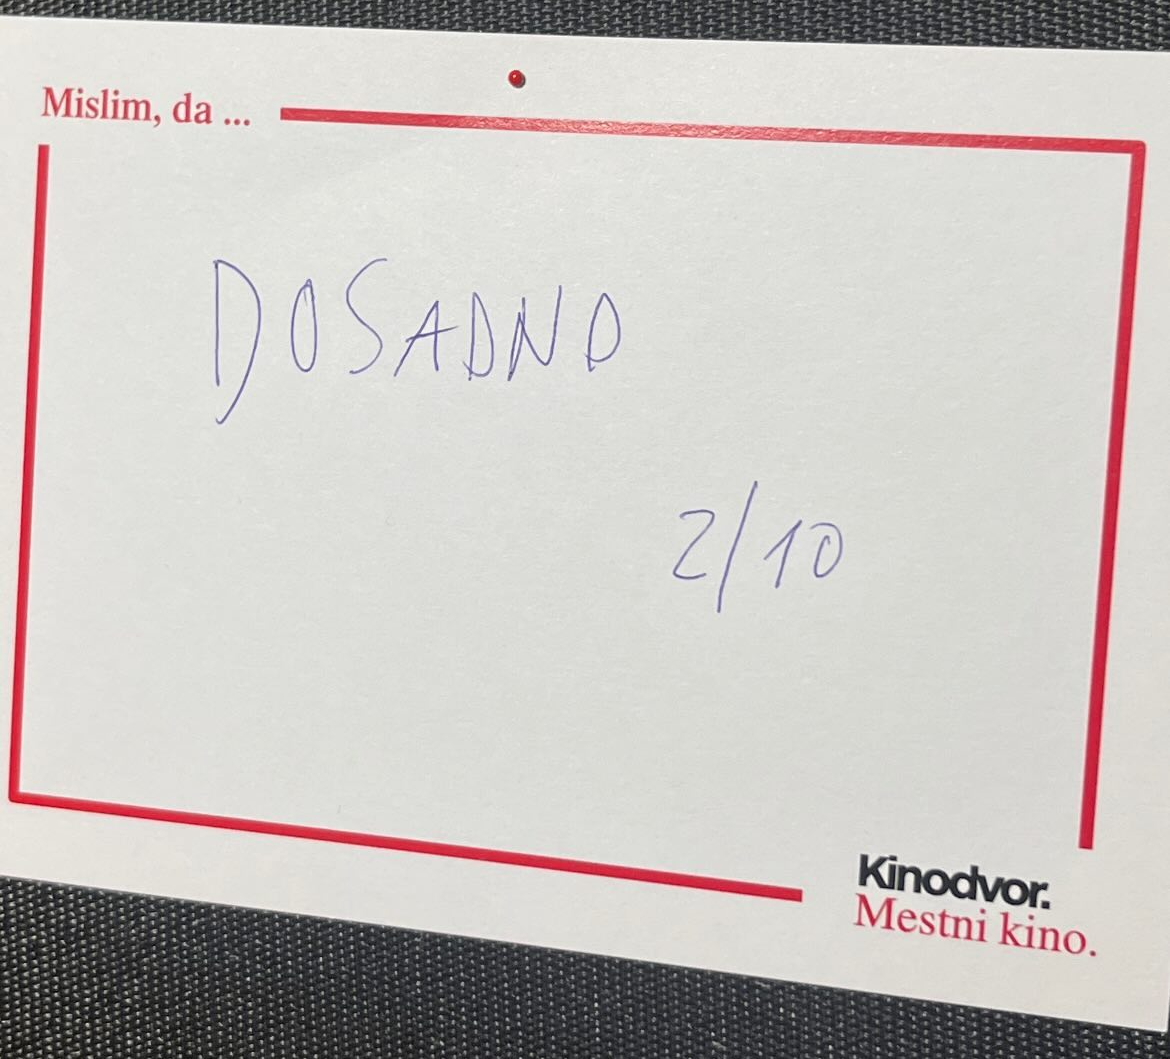 Mislim, da ...
DOSADNO
2/10
Kinodvor.
Mestni kino.